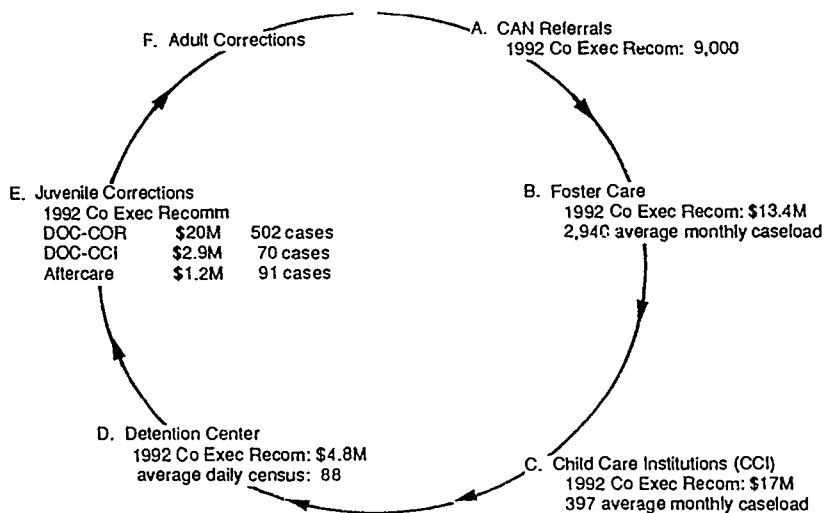 A. CAN Referrals
1992 Co Exec Recom: 9,000
B. Foster Care
1992 Co Exec Recom: $13.4M
2,940 average monthly caseload
C. Child Care Institutions (CCI)
1992 Co Exec Recom: $17M
397 average monthly caseload
D. Detention Center
1992 Co Exec Recom: $4.8M
average daily census: 88
E. Juvenile Corrections
1992 Co Exec Recomm
DOC-COR $20M 502 cases
DOC-CCI $2.9M 70 cases
Aftercare $1.2M 91 cases
F. Adult Corrections